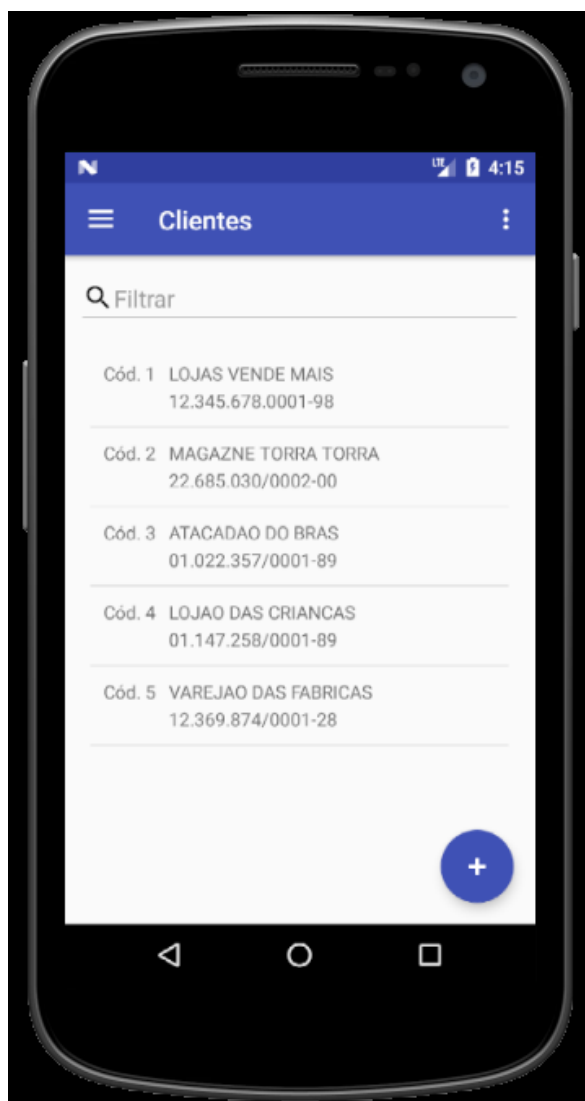 LTE 4:15
Clientes
Filtrar
Cód. 1 LOJAS VENDE MAIS
12.345.678.0001-98
Cód. 2 MAGAZNE TORRA TORRA
22.685.030/0002-00
Cód. 3 ATACADAO DO BRAS
01.022.357/0001-89
Cód. 4 LOJAO DAS CRIANCAS
01.147.258/0001-89
Cód. 5 VAREJAO DAS FABRICAS
12.369.874/0001-28
+